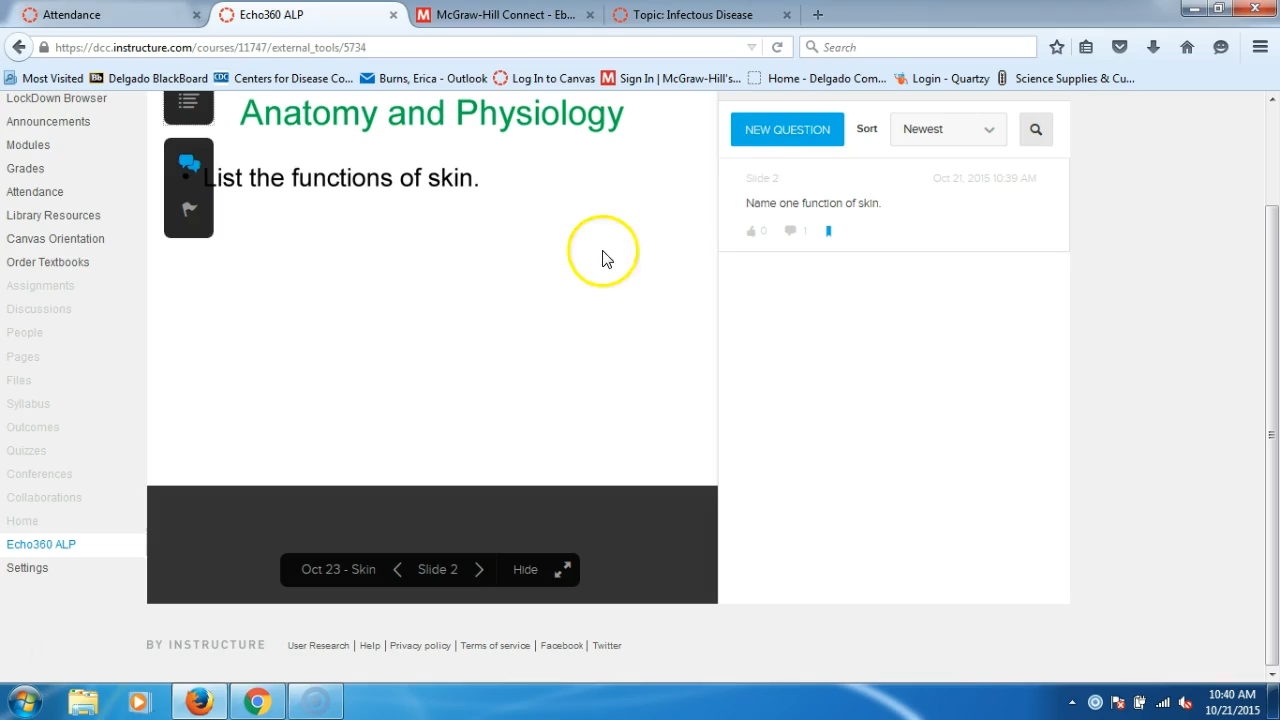 Attendance
Echo360 ALP
McGraw-Hill Connect - Eb...
Topic: Infectous Disease
https://dcc.instructure.com/courses/11747/external_tools/5734
Search
Most Visited
Delgado BlackBoard
Centers for Disease Co...
Burns, Erica - Outlook
Log In to Canvas
Sign In | McGraw-Hill's...
Home - Delgado Com...
Login - Quartzy
Science Supplies & Cu...
LockDown Browser
Announcements
Modules
Grades
Attendance
Library Resources
Canvas Orientation
Order Textbooks
Assignments
Discussions
People
Pages
Files
Syllabus
Outcomes
Quizzes
Conferences
Collaborations
Home
Echo360 ALP
Settings
Anatomy and Physiology
• List the functions of skin.
NEW QUESTION
Sort
Newest
Slide 2
Oct 21, 2015 10:39 AM
Name one function of skin.
0
1
Oct 23 - Skin
Slide 2
Hide
BY INSTRUCTURE
User Research | Help | Privacy policy | Terms of service | Facebook | Twitter
10:40 AM
10/21/2015